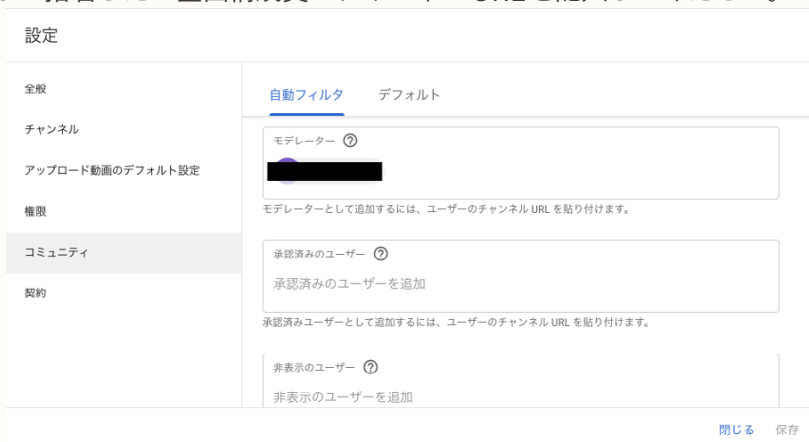 設定
全般
チャンネル
アップロード動画のデフォルト設定
権限
コミュニティ
契約
自動フィルタ デフォルト
モデレーター ?
モデレーターとして追加するには、ユーザーのチャンネル URL を貼り付けます。
承認済みのユーザー ?
承認済みのユーザーを追加
承認済みユーザーとして追加するには、ユーザーのチャンネル URL を貼り付けます。
非表示のユーザー ?
非表示のユーザーを追加
閉じる 保存